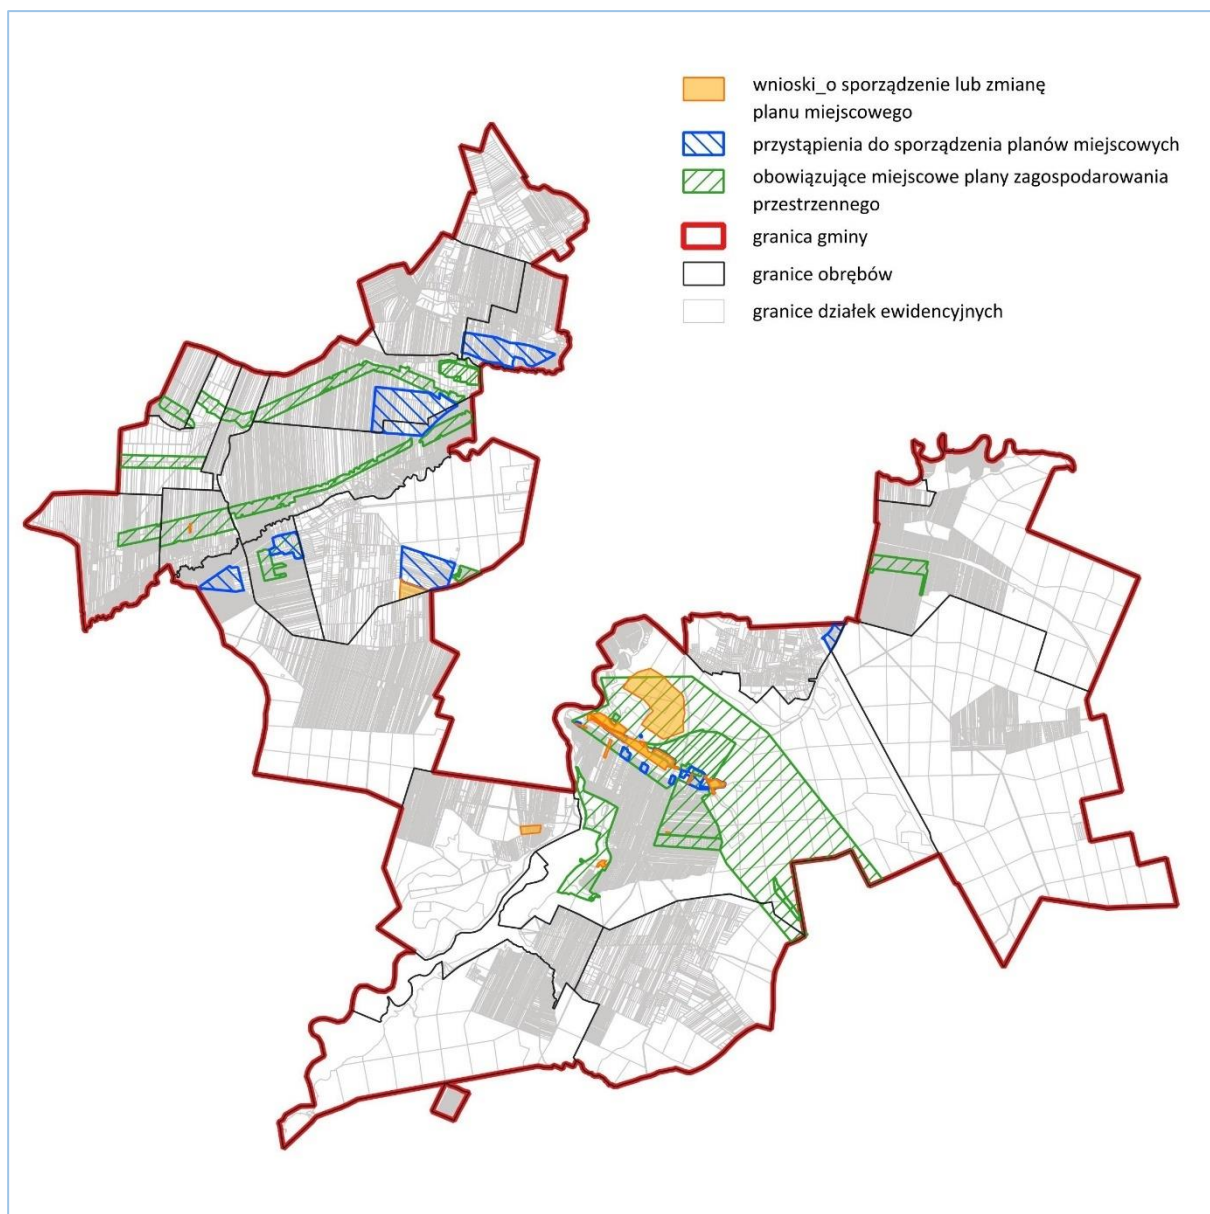 wnioski_o sporządzenie lub zmianę
planu miejscowego
przystąpienia do sporządzenia planów miejscowych
obowiązujące miejscowe plany zagospodarowania
przestrzennego
granica gminy
granice obrębów
granice działek ewidencyjnych